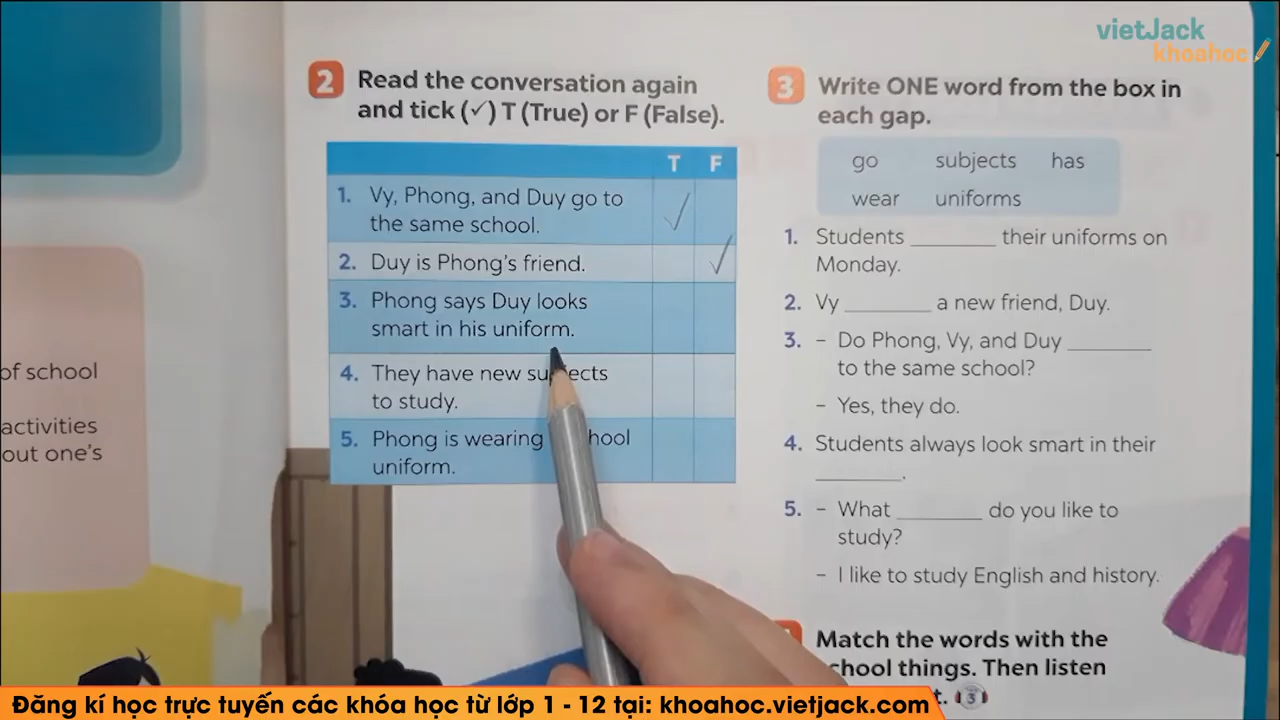 vietJack
khoahoc
2 Read the conversation again
and tick (✓) T (True) or F (False).
T F
1. Vy, Phong, and Duy go to
the same school.
2. Duy is Phong's friend.
3. Phong says Duy looks
smart in his uniform.
4. They have new subjects
to study.
5. Phong is wearing hool
uniform.
of school
activities
out one's
3 Write ONE word from the box in
each gap.
go subjects has
wear uniforms
1. Students ________ their uniforms on
Monday.
2. Vy ________ a new friend, Duy.
3. – Do Phong, Vy, and Duy ________
to the same school?
– Yes, they do.
4. Students always look smart in their
________.
5. – What ________ do you like to
study?
– I like to study English and history.
Match the words with the
chool things. Then listen
t. 3
Đăng kí học trực tuyến các khóa học từ lớp 1 - 12 tại: khoahoc.vietjack.com